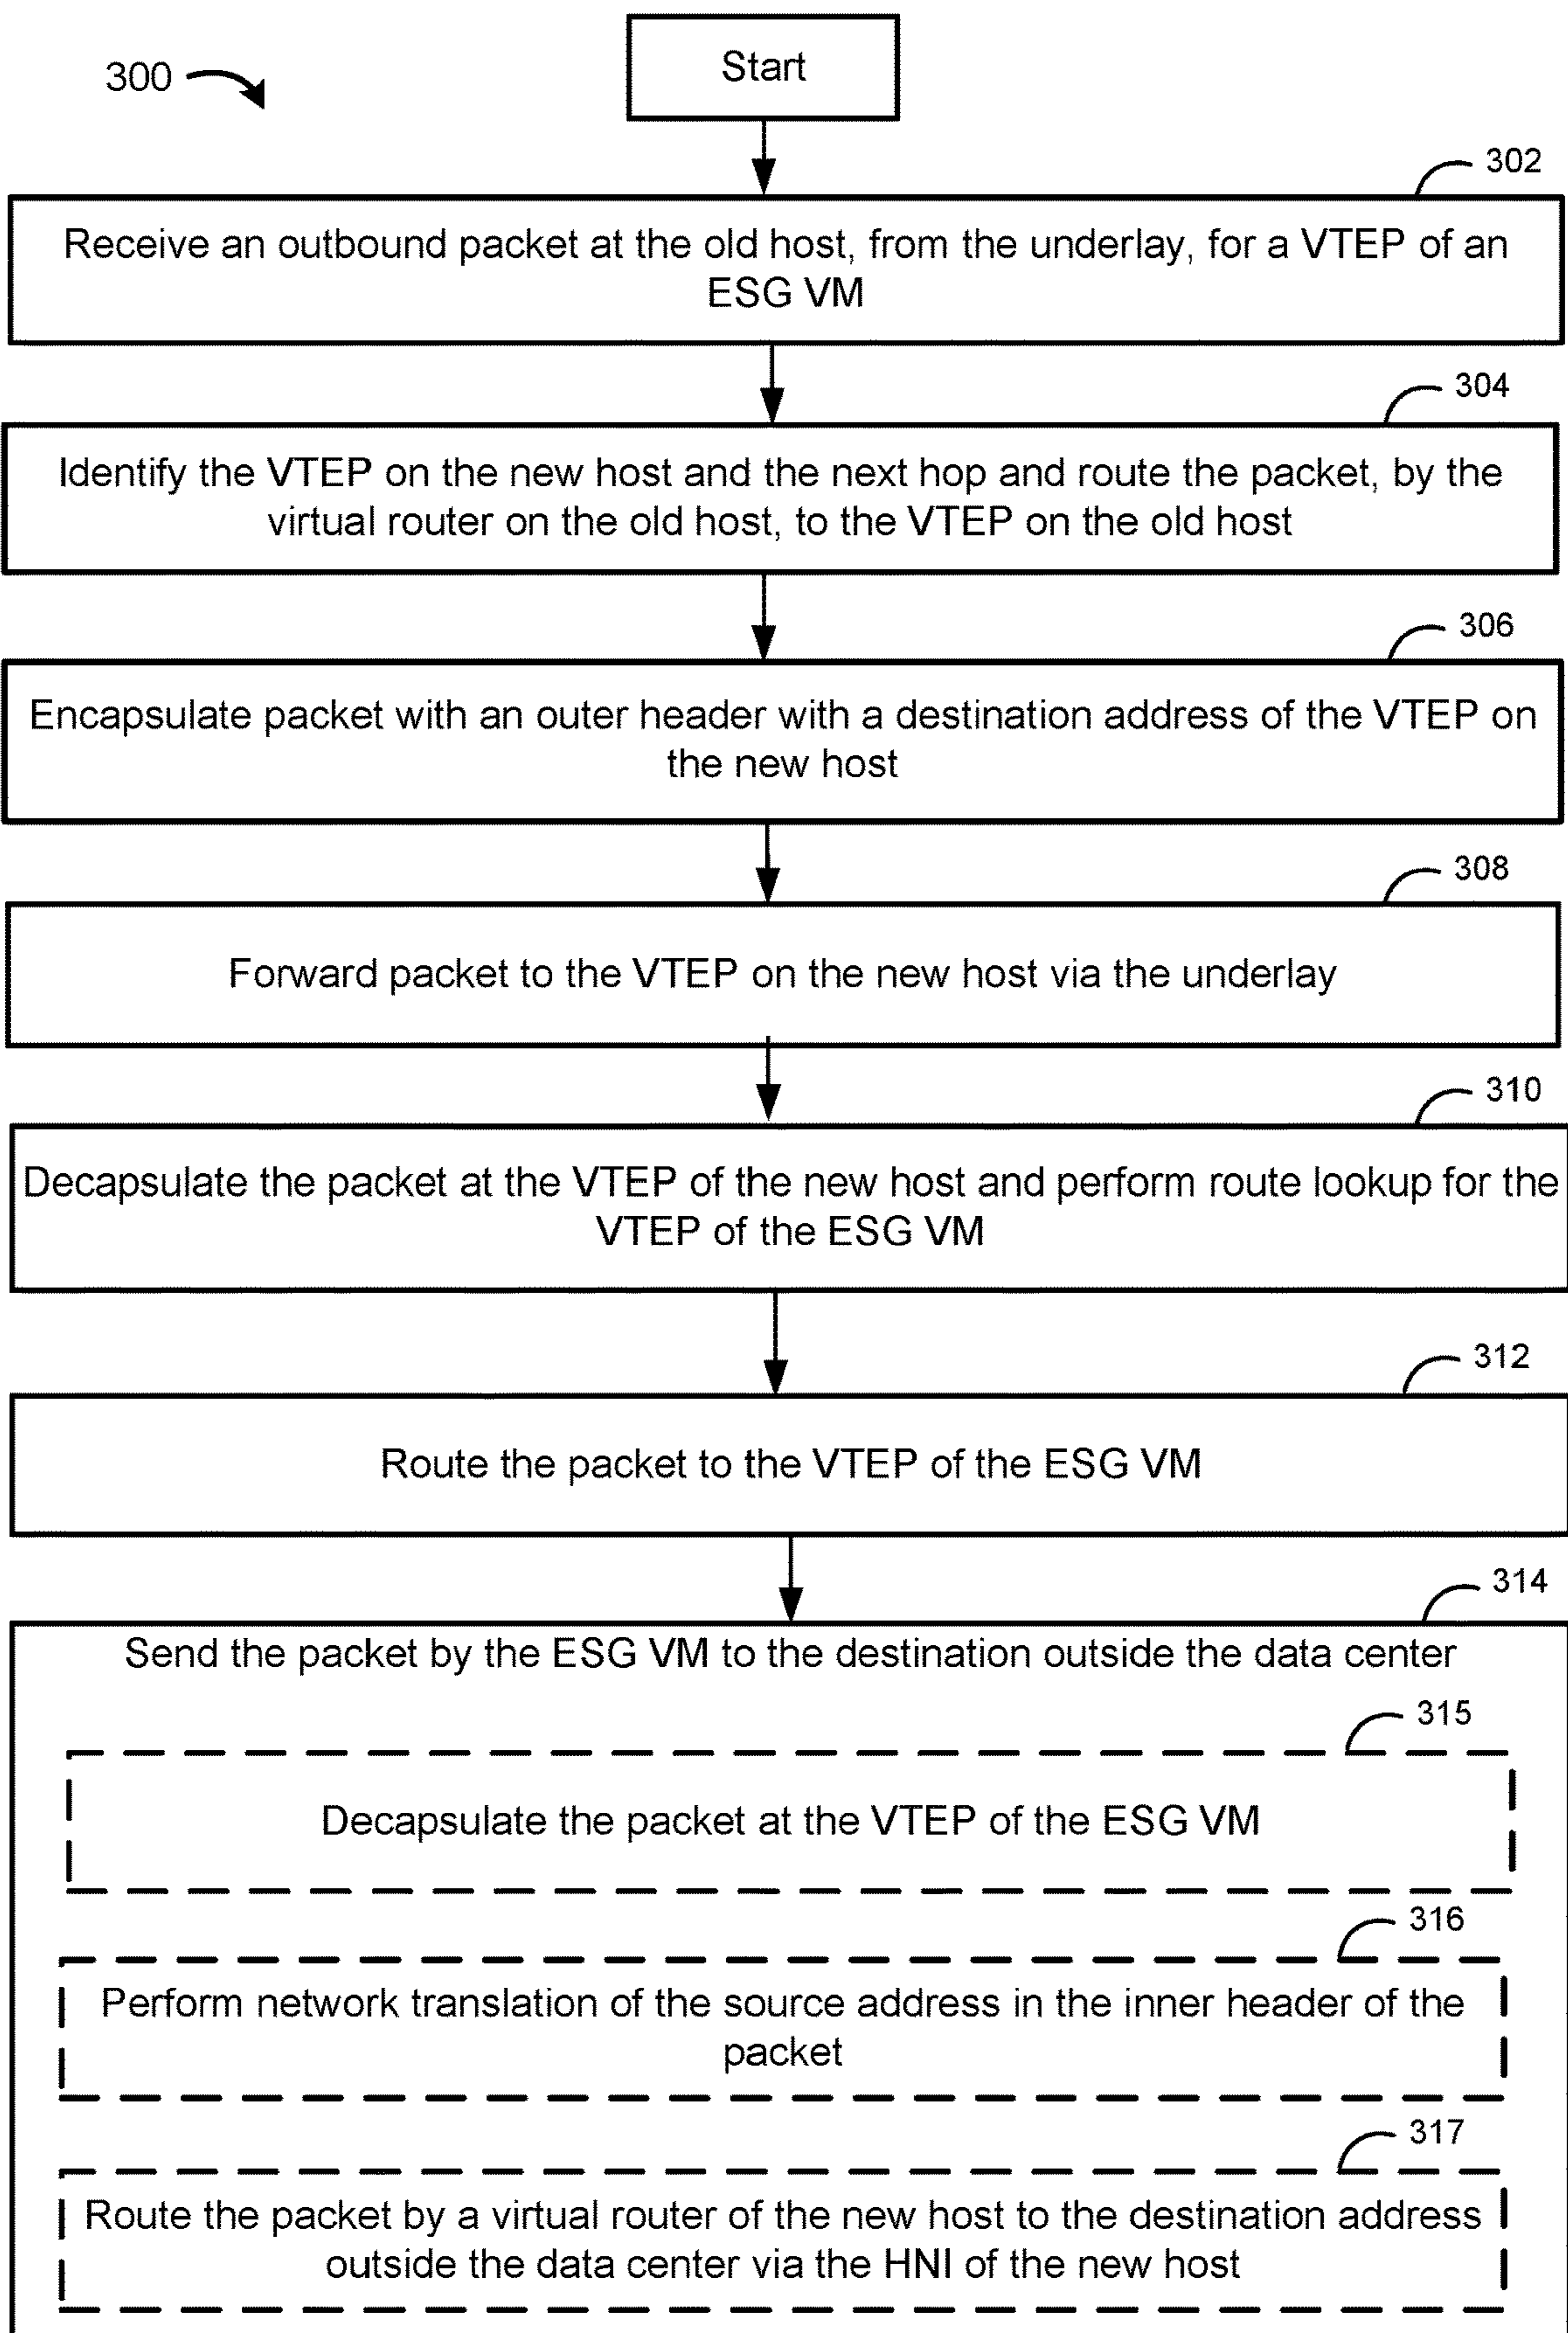 300
Start
302
Receive an outbound packet at the old host, from the underlay, for a VTEP of an
ESG VM
304
Identify the VTEP on the new host and the next hop and route the packet, by the
virtual router on the old host, to the VTEP on the old host
306
Encapsulate packet with an outer header with a destination address of the VTEP on
the new host
308
Forward packet to the VTEP on the new host via the underlay
310
Decapsulate the packet at the VTEP of the new host and perform route lookup for the
VTEP of the ESG VM
312
Route the packet to the VTEP of the ESG VM
314
Send the packet by the ESG VM to the destination outside the data center
315
Decapsulate the packet at the VTEP of the ESG VM
316
Perform network translation of the source address in the inner header of the
packet
317
Route the packet by a virtual router of the new host to the destination address
outside the data center via the HNI of the new host